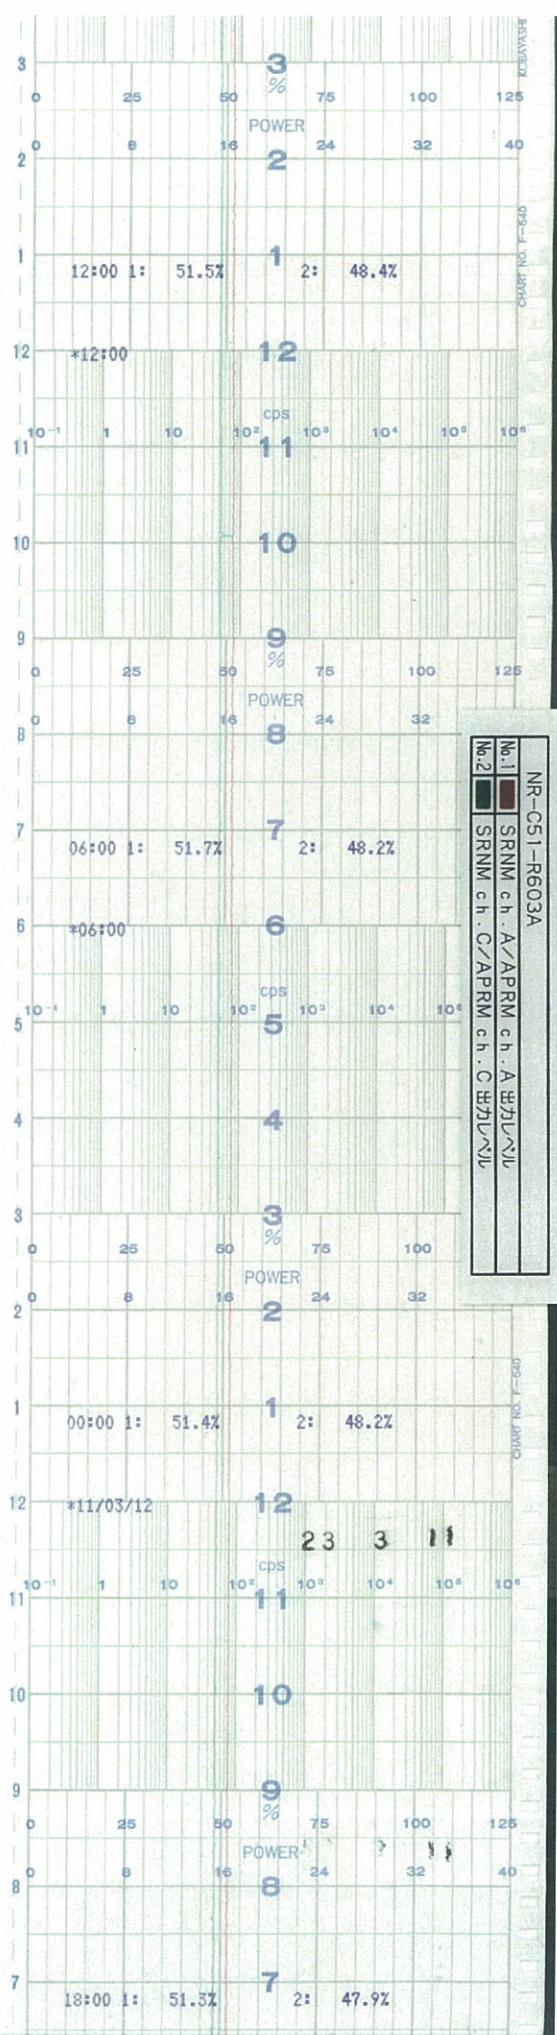 KOBAYASHI
3
3
%
0 25 50 75 100 125
POWER
0 8 16 24 32 40
2
2
CHART NO. F-640
1
1
12:00 1: 51.5% 2: 48.4%
12
*12:00
12
cps
10⁻¹ 1 10 10² 10³ 10⁴ 10⁵ 10⁶
11
11
10
10
9
9
%
0 25 50 75 100 125
POWER
0 8 16 24 32
8
8
7
7
06:00 1: 51.7% 2: 48.2%
6
*06:00
6
cps
10⁻¹ 1 10 10² 10³ 10⁴ 10⁵
5
5
4
4
3
3
%
0 25 50 75 100
POWER
0 8 16 24 32
2
2
1
1
00:00 1: 51.4% 2: 48.2%
12
*11/03/12
12
23 3 11
cps
10⁻¹ 1 10 10² 10³ 10⁴ 10⁵ 10⁶
11
11
10
10
9
9
%
0 25 50 75 100 125
POWER
0 8 16 24 32 40
8
8
7
7
18:00 1: 51.3% 2: 47.9%
NR-C51-R603A
No.1 SRNM ch.A/APRM ch.A 出力レベル
No.2 SRNM ch.C/APRM ch.C 出力レベル